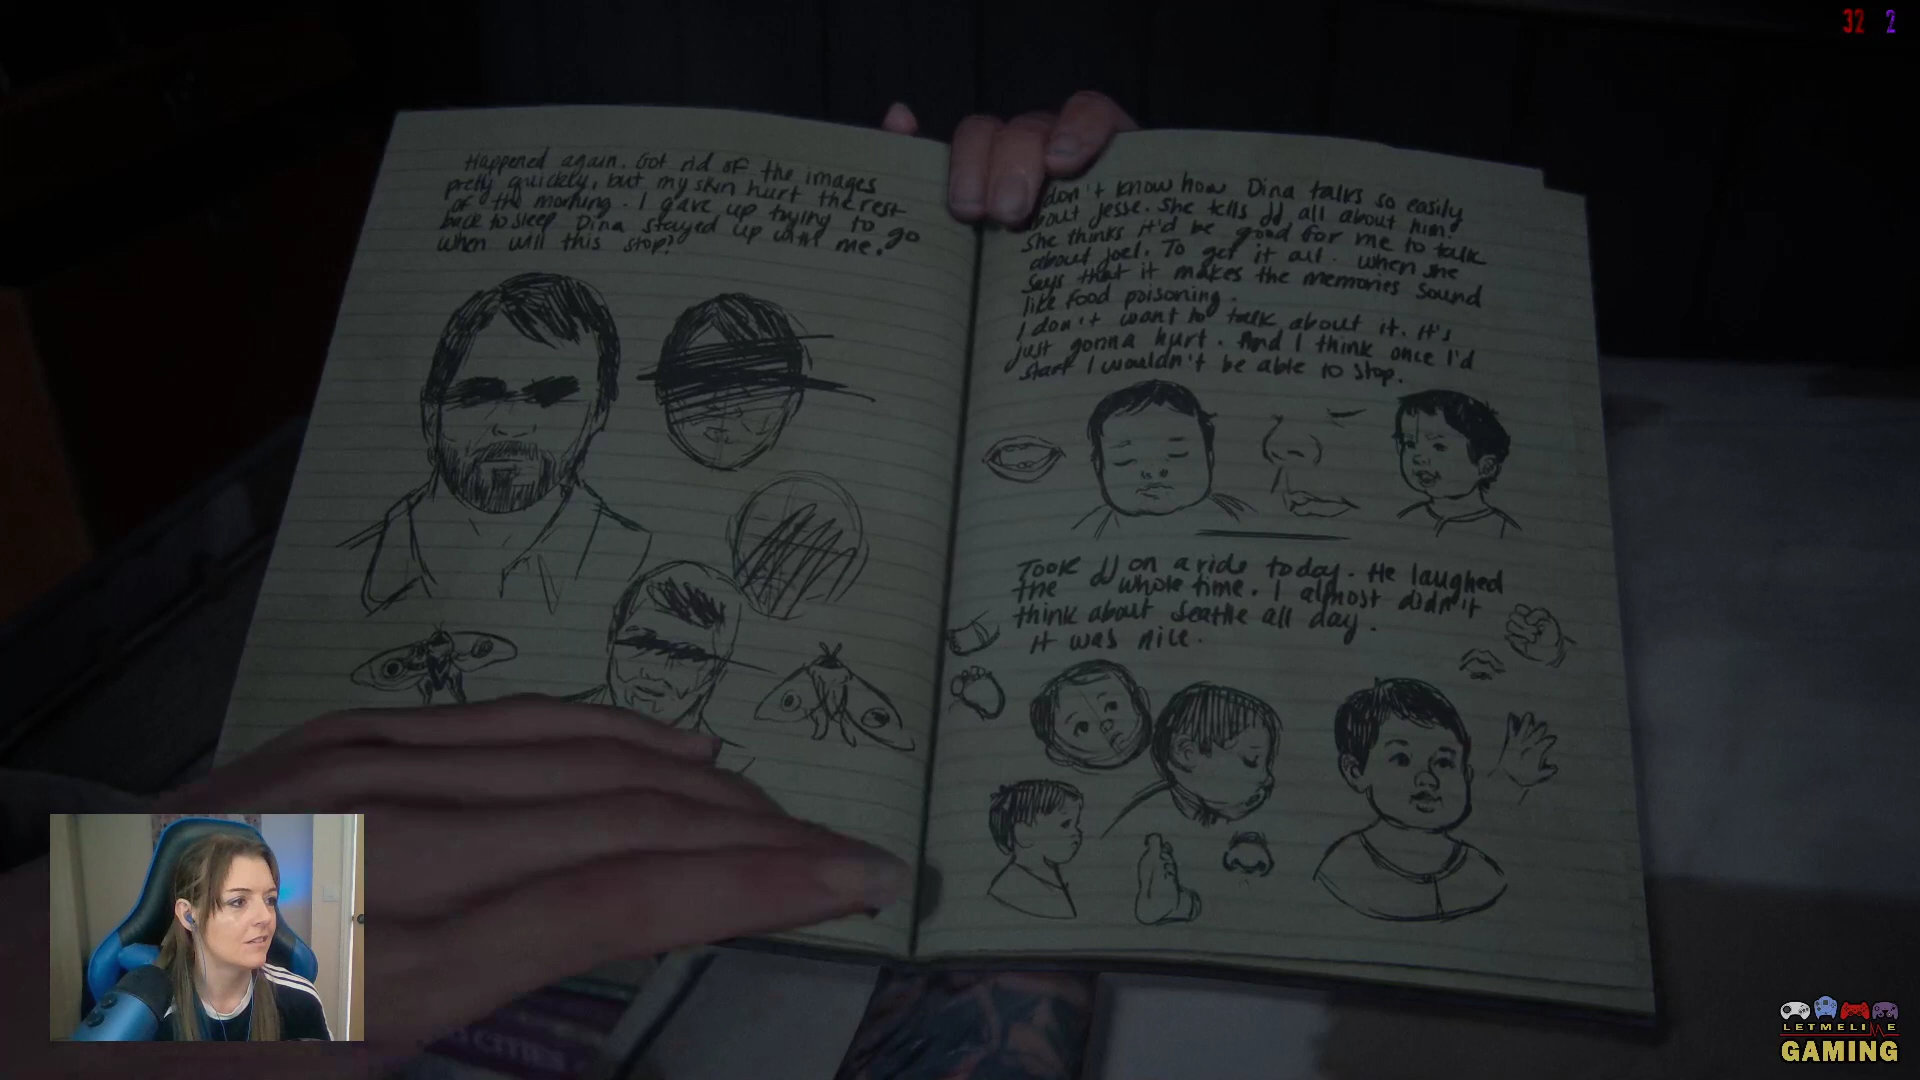 Happened again. Got rid of the images
pretty quickly, but my skin hurt the rest
of the morning. I gave up trying to go
back to sleep Dina stayed up with me.
When will this stop?
don't know how Dina talks so easily
about Jesse. She tells JJ all about him.
She thinks it'd be good for me to talk
about Joel. To get it out. When she
says that it makes the memories sound
like food poisoning.
I don't want to talk about it. It's
just gonna hurt. And I think once I'd
start I wouldn't be able to stop.
Took JJ on a ride today. He laughed
the whole time. I almost didn't
think about Seattle all day.
It was nice.
32 2
CITIES
LETMELIVE
GAMING